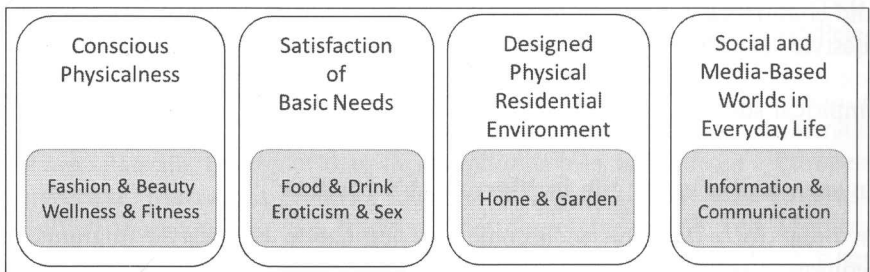 Conscious
Physicalness
Fashion & Beauty
Wellness & Fitness
Satisfaction
of
Basic Needs
Food & Drink
Eroticism & Sex
Designed
Physical
Residential
Environment
Home & Garden
Social and
Media-Based
Worlds in
Everyday Life
Information &
Communication